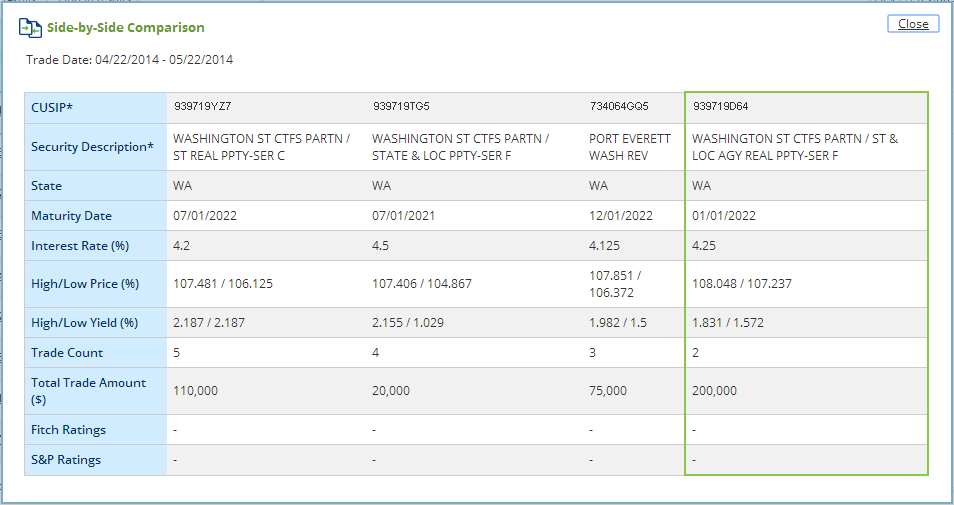 Side-by-Side Comparison
Close
Trade Date: 04/22/2014 - 05/22/2014
CUSIP* 939719YZ7 939719TG5 734064GQ5 939719D64
Security Description* WASHINGTON ST CTFS PARTN / WASHINGTON ST CTFS PARTN / PORT EVERETT WASHINGTON ST CTFS PARTN / ST &
ST REAL PPTY-SER C STATE & LOC PPTY-SER F WASH REV LOC AGY REAL PPTY-SER F
State WA WA WA WA
Maturity Date 07/01/2022 07/01/2021 12/01/2022 01/01/2022
Interest Rate (%) 4.2 4.5 4.125 4.25
High/Low Price (%) 107.481 / 106.125 107.406 / 104.867 107.851 / 108.048 / 107.237
106.372
High/Low Yield (%) 2.187 / 2.187 2.155 / 1.029 1.982 / 1.5 1.831 / 1.572
Trade Count 5 4 3 2
Total Trade Amount 110,000 20,000 75,000 200,000
($)
Fitch Ratings - - - -
S&P Ratings - - - -